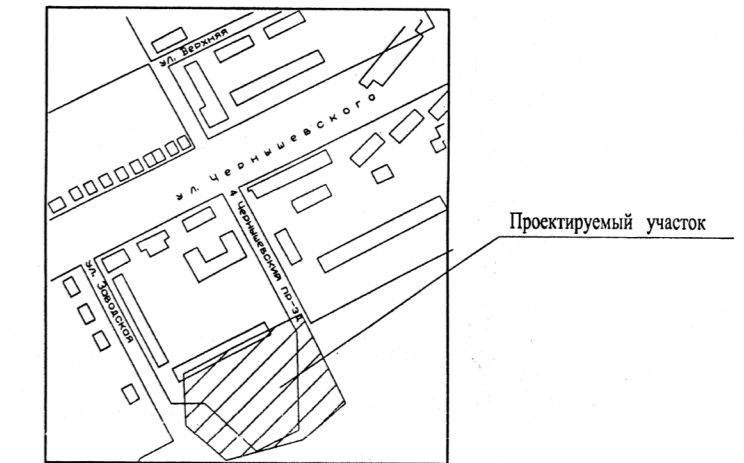 ул. Верхняя
ул. Чернышевского
4 Чернышевский пр-зд
Проектируемый участок
ул. Заводская